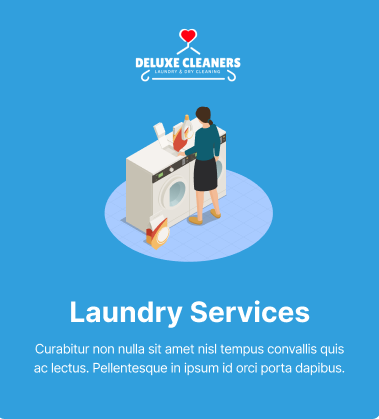 DELUXE CLEANERS
LAUNDRY & DRY CLEANING
Laundry Services
Curabitur non nulla sit amet nisl tempus convallis quis
ac lectus. Pellentesque in ipsum id orci porta dapibus.